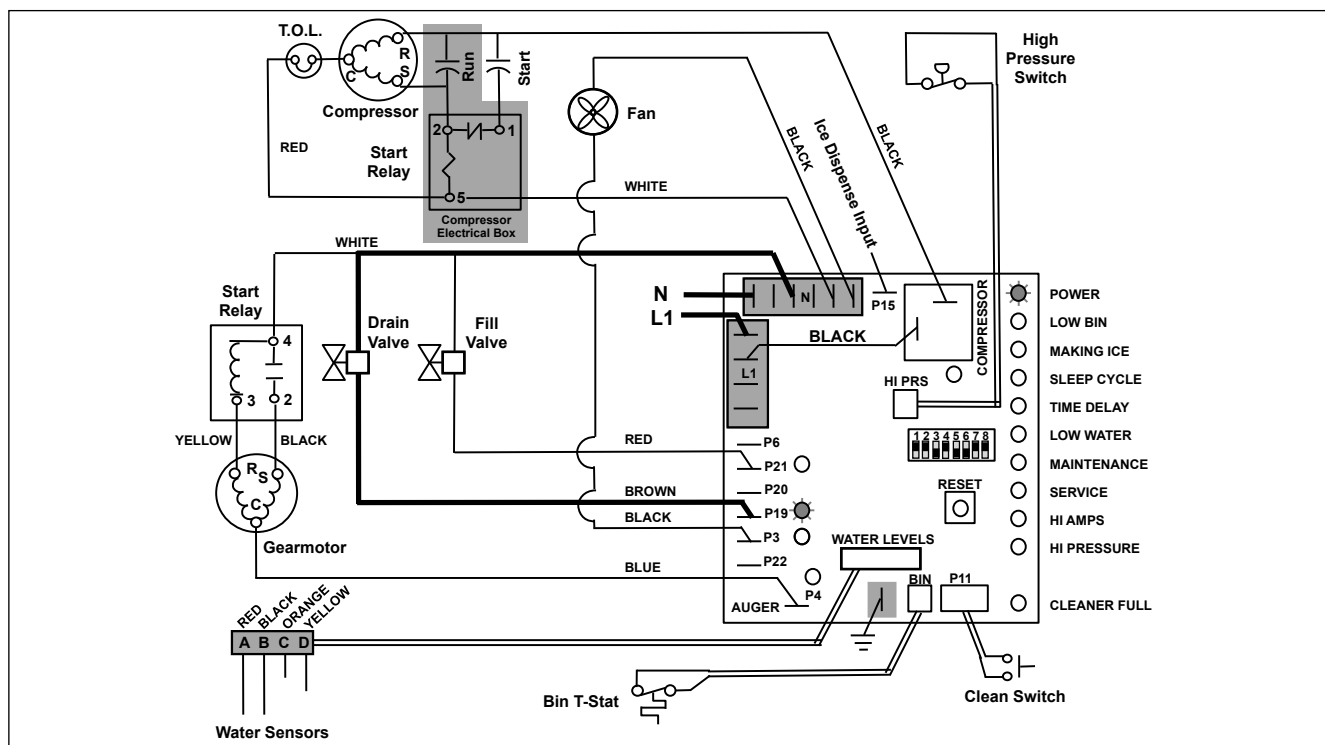 T.O.L.
R
C
S
Compressor
Run
Start
2
1
5
Start
Relay
Compressor
Electrical Box
RED
WHITE
Fan
BLACK
Ice Dispense Input
BLACK
High
Pressure
Switch
WHITE
Start
Relay
4
3
2
YELLOW
BLACK
R
S
C
Gearmotor
Drain
Valve
Fill
Valve
N
L1
N
P15
BLACK
L1
COMPRESSOR
HI PRS
1 2 3 4 5 6 7 8
RESET
POWER
LOW BIN
MAKING ICE
SLEEP CYCLE
TIME DELAY
LOW WATER
MAINTENANCE
SERVICE
HI AMPS
HI PRESSURE
CLEANER FULL
P6
RED
P21
P20
BROWN
P19
BLACK
P3
P22
BLUE
P4
AUGER
WATER LEVELS
BIN
P11
RED
BLACK
ORANGE
YELLOW
A B C D
Water Sensors
Bin T-Stat
Clean Switch